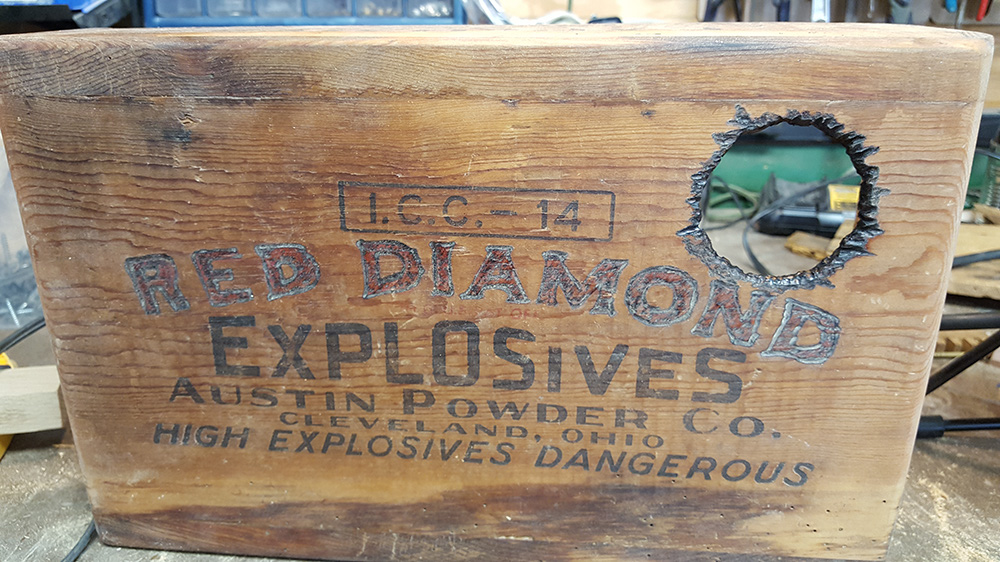 I.C.C. - 14
RED DIAMOND
EXPLOSIVES
AUSTIN POWDER CO.
CLEVELAND, OHIO
HIGH EXPLOSIVES DANGEROUS